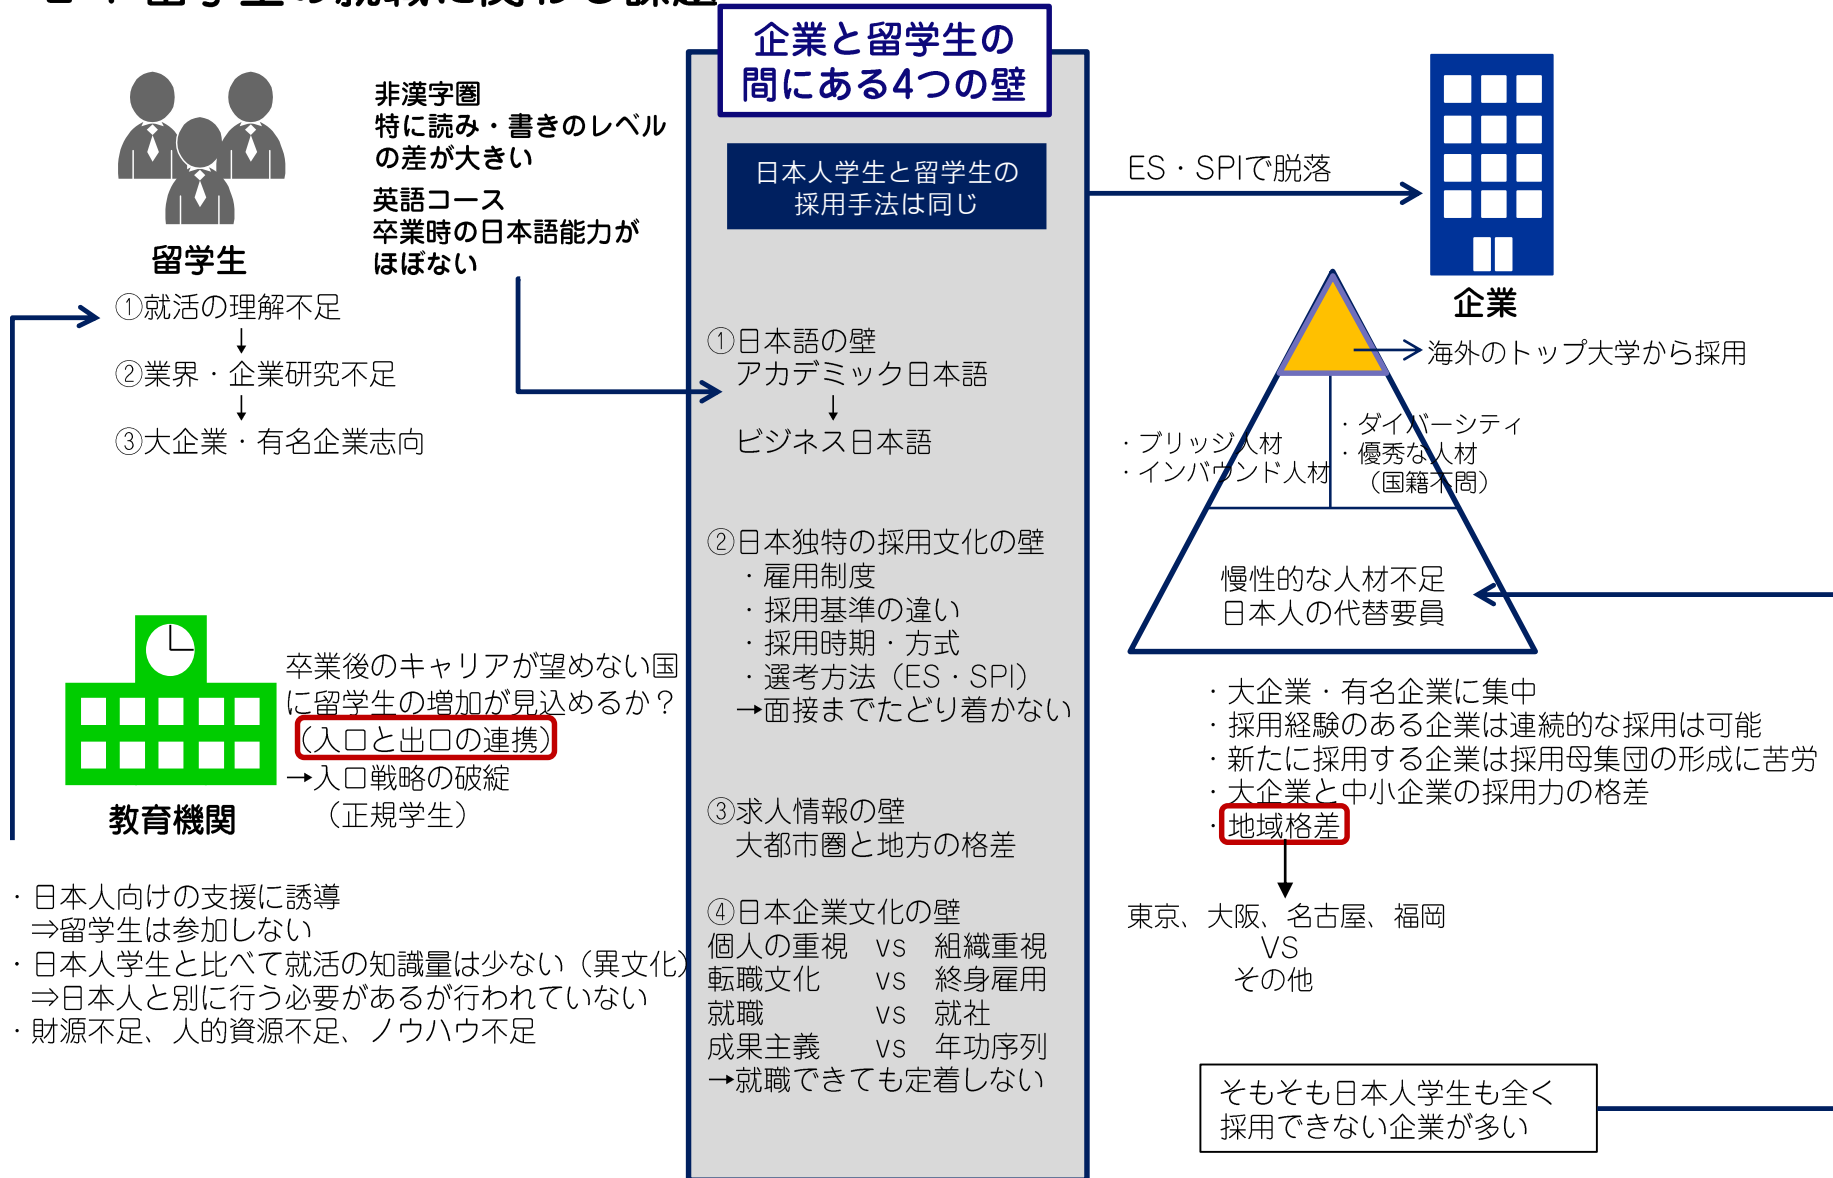 留学生の就職に関わる課題
企業と留学生の
間にある4つの壁
非漢字圏
特に読み・書きのレベル
の差が大きい
英語コース
卒業時の日本語能力が
ほぼない
留学生
①就活の理解不足
↓
②業界・企業研究不足
↓
③大企業・有名企業志向
卒業後のキャリアが望めない国
に留学生の増加が見込めるか？
（入口と出口の連携）
→入口戦略の破綻
（正規学生）
教育機関
・日本人向けの支援に誘導
⇒留学生は参加しない
・日本人学生と比べて就活の知識量は少ない（異文化）
⇒日本人と別に行う必要があるが行われていない
・財源不足、人的資源不足、ノウハウ不足
日本人学生と留学生の
採用手法は同じ
①日本語の壁
アカデミック日本語
↓
ビジネス日本語
②日本独特の採用文化の壁
・雇用制度
・採用基準の違い
・採用時期・方式
・選考方法（ES・SPI）
→面接までたどり着かない
③求人情報の壁
大都市圏と地方の格差
④日本企業文化の壁
個人の重視 vs 組織重視
転職文化 vs 終身雇用
就職 vs 就社
成果主義 vs 年功序列
→就職できても定着しない
ES・SPIで脱落
企業
海外のトップ大学から採用
・ブリッジ人材
・インバウンド人材
・ダイバーシティ
・優秀な人材
（国籍不問）
慢性的な人材不足
日本人の代替要員
・大企業・有名企業に集中
・採用経験のある企業は連続的な採用は可能
・新たに採用する企業は採用母集団の形成に苦労
・大企業と中小企業の採用力の格差
・地域格差
東京、大阪、名古屋、福岡
VS
その他
そもそも日本人学生も全く
採用できない企業が多い